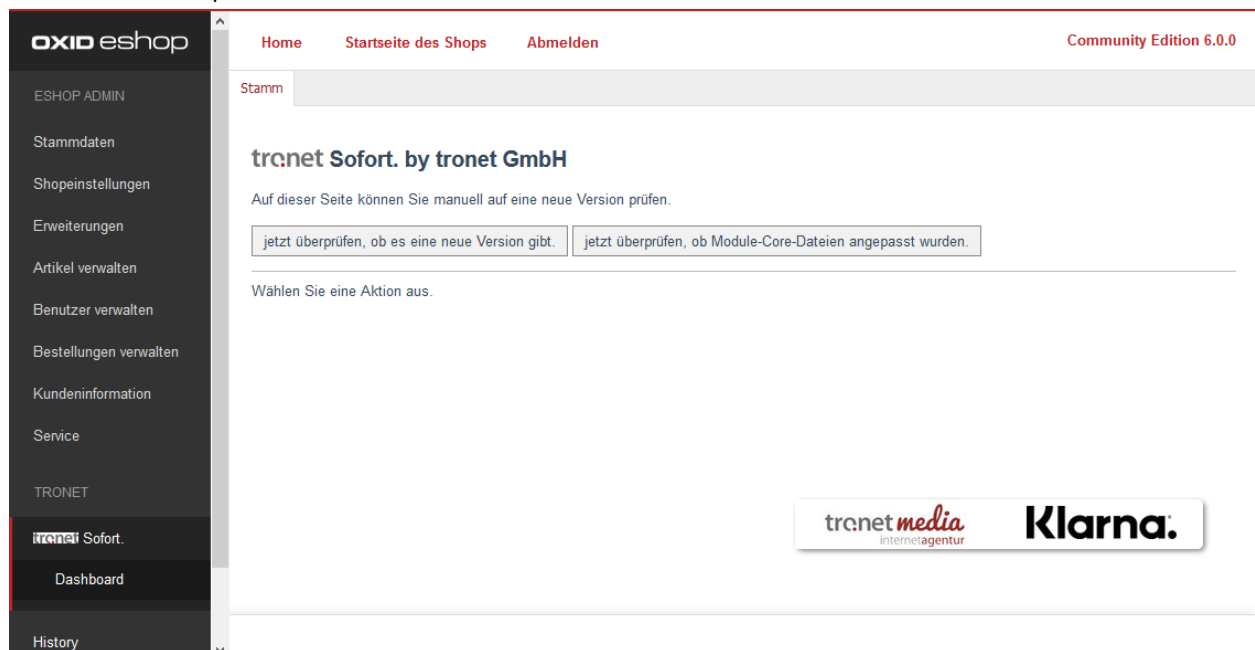 OXID eshop
Home Startseite des Shops Abmelden
Community Edition 6.0.0
ESHOP ADMIN
Stammdaten
Shopeinstellungen
Erweiterungen
Artikel verwalten
Benutzer verwalten
Bestellungen verwalten
Kundeninformation
Service
TRONET
tronet Sofort.
Dashboard
History
Stamm
tronet Sofort. by tronet GmbH
Auf dieser Seite können Sie manuell auf eine neue Version prüfen.
jetzt überprüfen, ob es eine neue Version gibt. jetzt überprüfen, ob Module-Core-Dateien angepasst wurden.
Wählen Sie eine Aktion aus.
tronet media
internetagentur
Klarna.